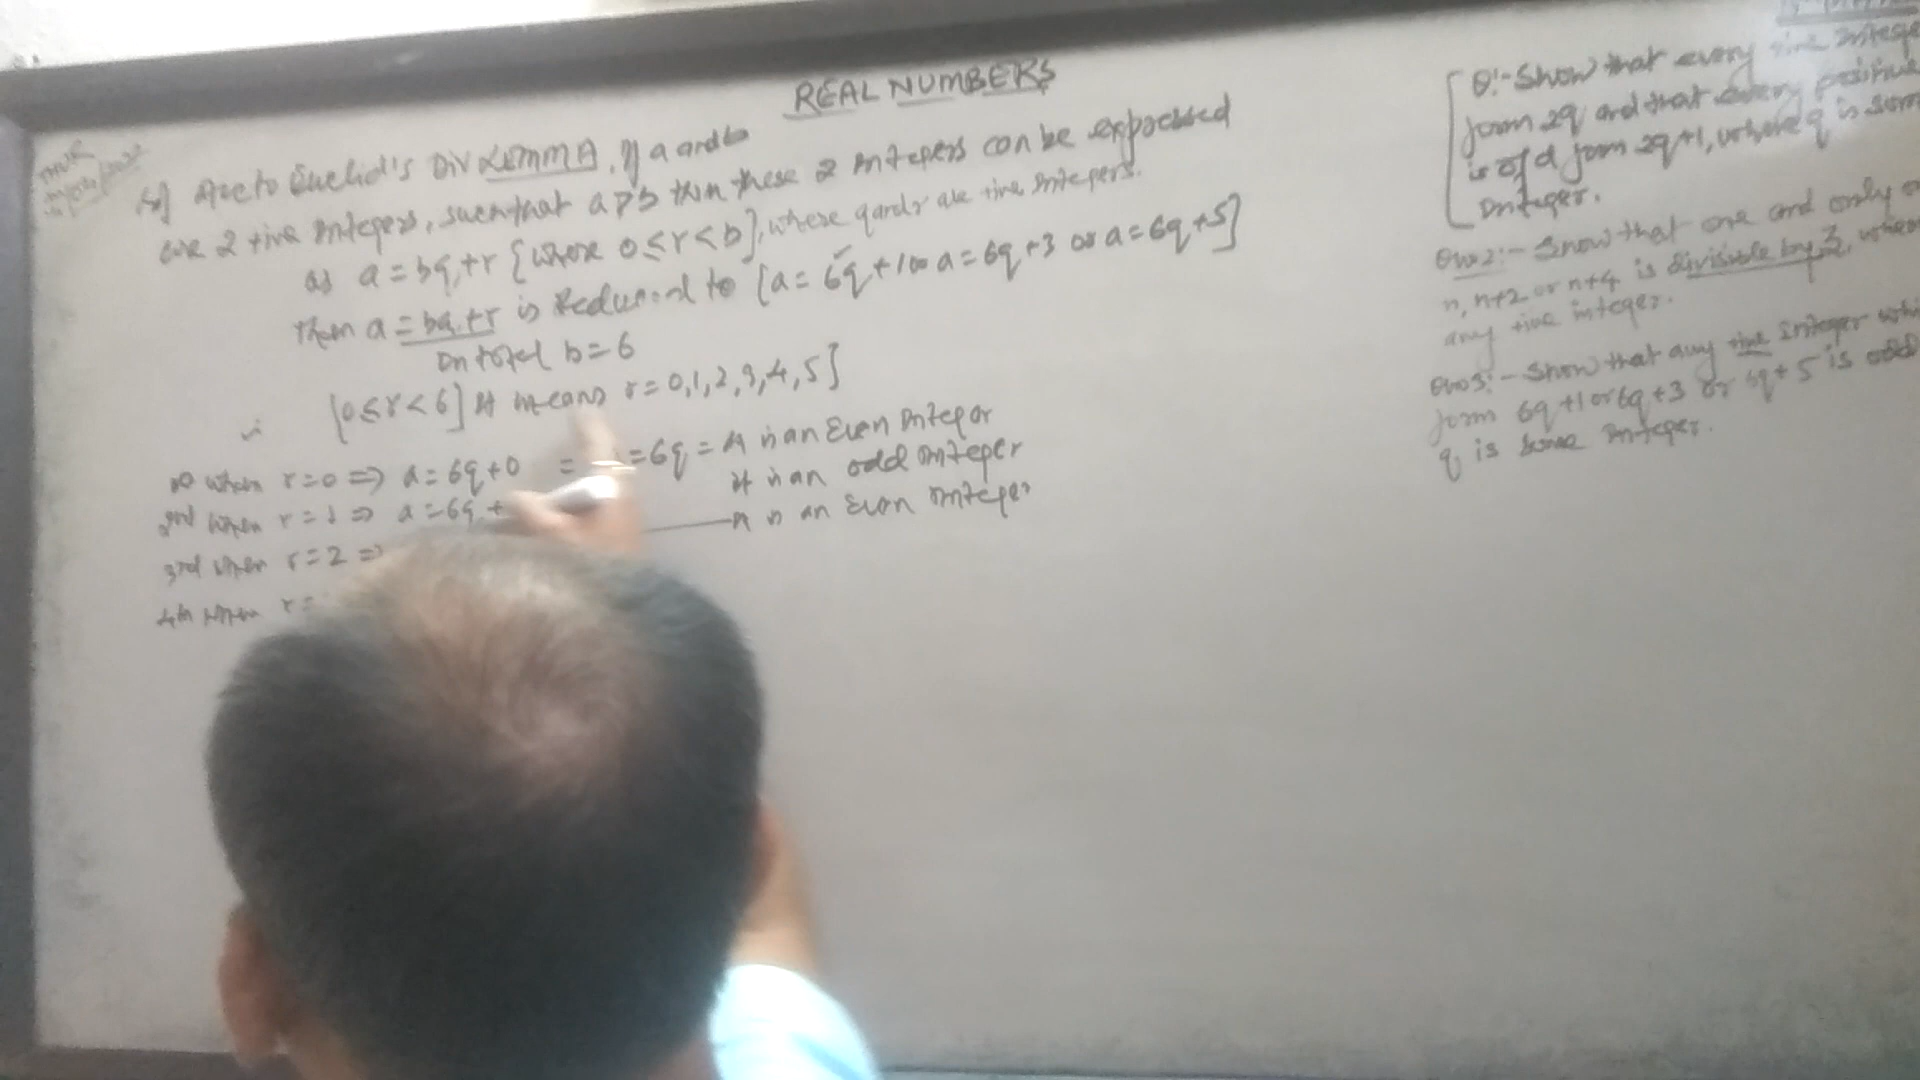 REAL NUMBERS
Sol Acc to Euclid's Div LEMMA, If a and b
are 2 +ive Integers, such that a>b then these 2 Integers can be expressed
as a = bq+r {where 0≤r<b}, where q and r are +ive Integers.
Then a = bq+r is Reduced to [a = 6q+1 or a = 6q+3 or a = 6q+5]
In total b=6
[0≤r<6] It means r = 0,1,2,3,4,5]
when r=0 ⇒ a = 6q+0 = =6q = It is an Even Integer
2nd when r=1 ⇒ a=6q+ It is an odd Integer
3rd when r=2 ⇒ It is an Even Integer
4th when r=
Q:- Show that every +ive Intege
form 2q and that every positive
is of a form 2q+1, where q is som
Integer.
Ques2:- Show that one and only o
n, n+2 or n+4 is divisible by 3, wher
any +ive integer.
Ques3:- Show that any +ive Integer whi
form 6q+1 or 6q+3 or 6q+5 is odd
q is some Integer.